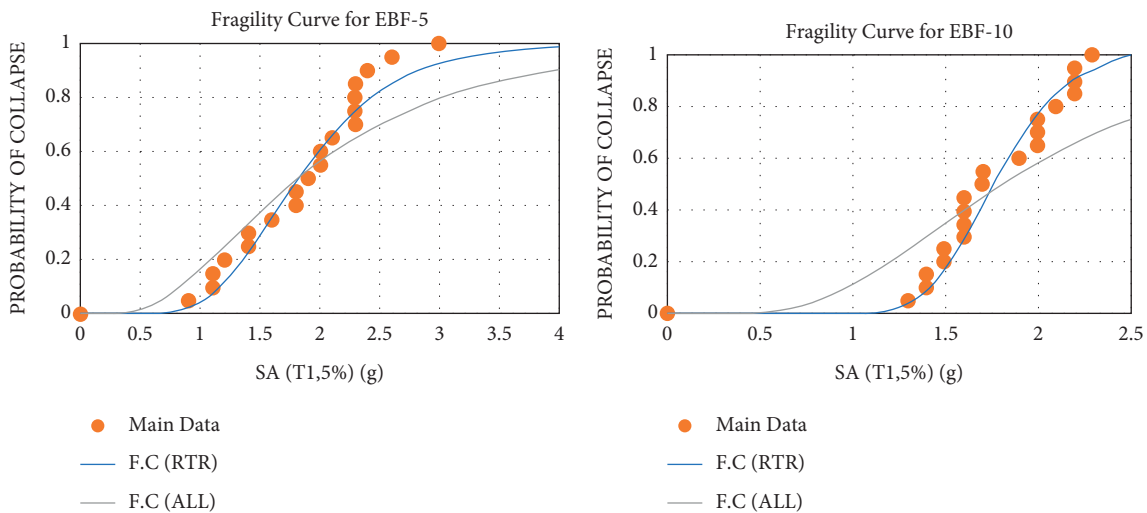 Fragility Curve for EBF-5
PROBABILITY OF COLLAPSE
1
0.8
0.6
0.4
0.2
0
0 0.5 1 1.5 2 2.5 3 3.5 4
SA (T1,5%) (g)
Main Data
F.C (RTR)
F.C (ALL)
Fragility Curve for EBF-10
PROBABILITY OF COLLAPSE
1
0.8
0.6
0.4
0.2
0
0 0.5 1 1.5 2 2.5
SA (T1,5%) (g)
Main Data
F.C (RTR)
F.C (ALL)